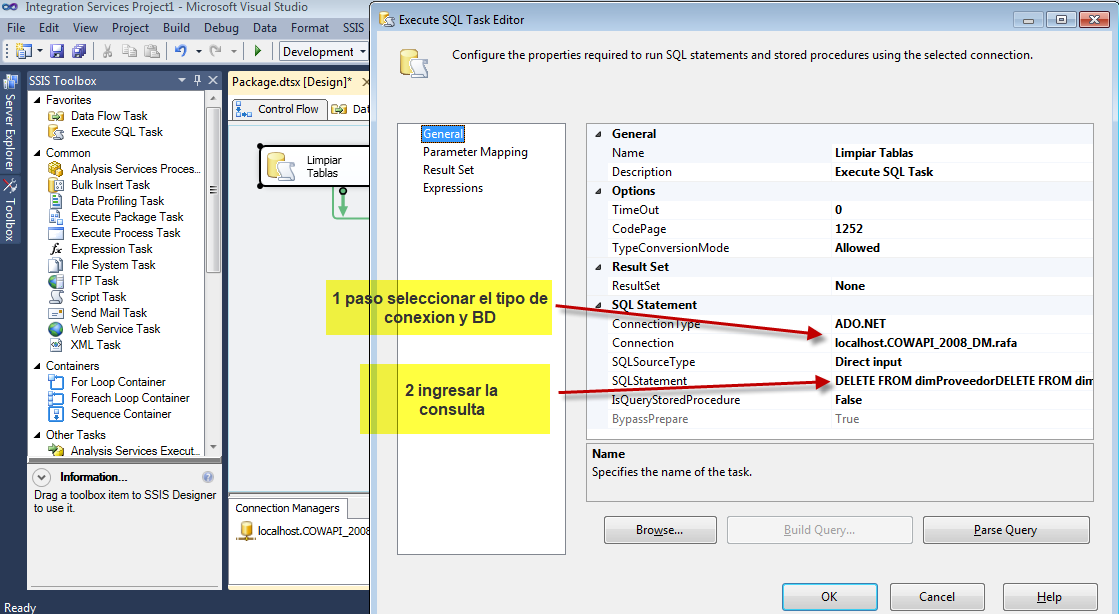 Integration Services Project1 - Microsoft Visual Studio
File Edit View Project Build Debug Data Format SSIS
Development
Server Explorer
Toolbox
SSIS Toolbox
Favorites
Data Flow Task
Execute SQL Task
Common
Analysis Services Proces...
Bulk Insert Task
Data Profiling Task
Execute Package Task
Execute Process Task
Expression Task
File System Task
FTP Task
Script Task
Send Mail Task
Web Service Task
XML Task
Containers
For Loop Container
Foreach Loop Container
Sequence Container
Other Tasks
Analysis Services Execut...
Information...
Drag a toolbox item to SSIS Designer
to use it.
Ready
Package.dtsx [Design]*
Control Flow Dat
Limpiar
Tablas
Connection Managers
localhost.COWAPI_2008
1 paso seleccionar el tipo de
conexion y BD
2 ingresar la
consulta
Execute SQL Task Editor
Configure the properties required to run SQL statements and stored procedures using the selected connection.
General
Parameter Mapping
Result Set
Expressions
General
Name Limpiar Tablas
Description Execute SQL Task
Options
TimeOut 0
CodePage 1252
TypeConversionMode Allowed
Result Set
ResultSet None
SQL Statement
ConnectionType ADO.NET
Connection localhost.COWAPI_2008_DM.rafa
SQLSourceType Direct input
SQLStatement DELETE FROM dimProveedorDELETE FROM dim
IsQueryStoredProcedure False
BypassPrepare True
Name
Specifies the name of the task.
Browse... Build Query... Parse Query
OK Cancel Help